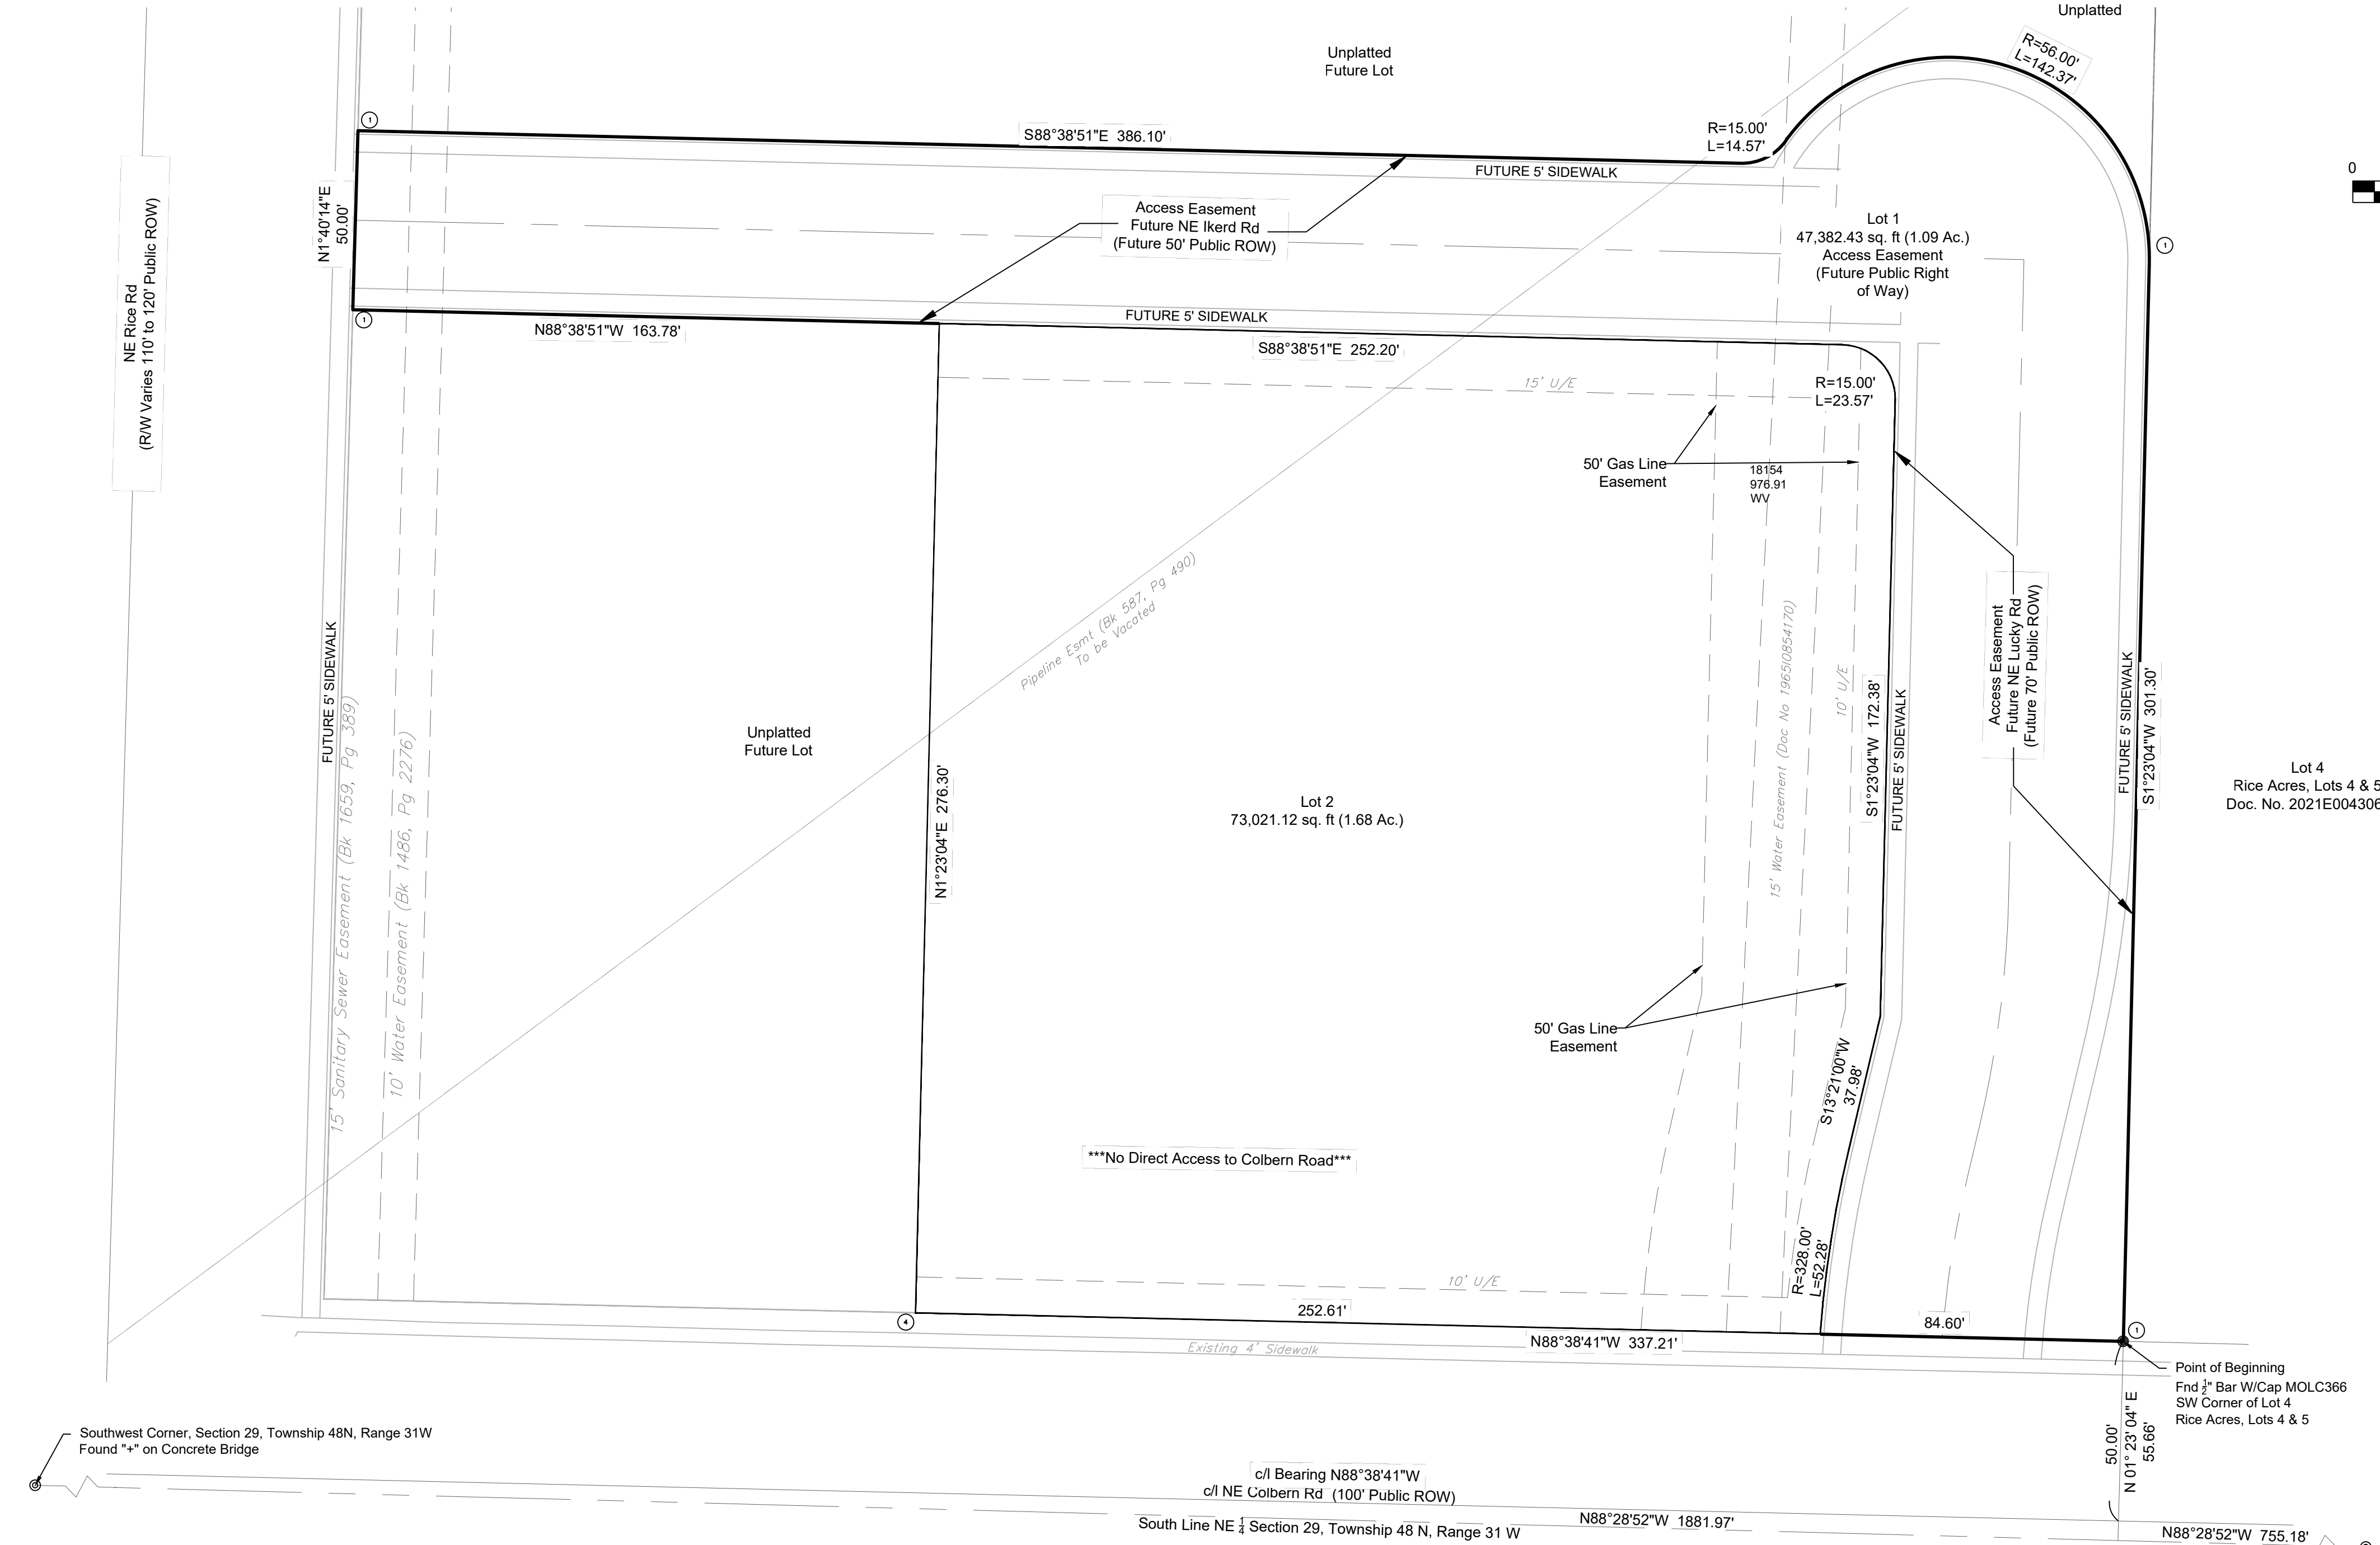 Unplatted
Unplatted
Future Lot
R=56.00'
L=142.37'
S88°38'51"E 386.10'
R=15.00'
L=14.57'
FUTURE 5' SIDEWALK
0
1
N1°40'14"E
50.00'
Access Easement
Future NE Ikerd Rd
(Future 50' Public ROW)
Lot 1
47,382.43 sq. ft (1.09 Ac.)
Access Easement
(Future Public Right
of Way)
1
NE Rice Rd
(R/W Varies 110' to 120' Public ROW)
1
N88°38'51"W 163.78'
FUTURE 5' SIDEWALK
S88°38'51"E 252.20'
15' U/E
R=15.00'
L=23.57'
50' Gas Line
Easement
18154
976.91
WV
Pipeline Esmt (Bk 587, Pg 490)
To be Vacated
15' Water Easement (Doc No 1965I0854170)
10' U/E
S1°23'04"W 172.38'
FUTURE 5' SIDEWALK
Access Easement
Future NE Lucky Rd
(Future 70' Public ROW)
FUTURE 5' SIDEWALK
S1°23'04"W 301.30'
Lot 4
Rice Acres, Lots 4 & 5
Doc. No. 2021E004306
FUTURE 5' SIDEWALK
15' Sanitary Sewer Easement (Bk 1659, Pg 389)
10' Water Easement (Bk 1486, Pg 2276)
Unplatted
Future Lot
N1°23'04"E 276.30'
Lot 2
73,021.12 sq. ft (1.68 Ac.)
50' Gas Line
Easement
S13°21'00"W
37.98'
***No Direct Access to Colbern Road***
R=328.00'
L=52.28'
10' U/E
252.61'
84.60'
4
1
N88°38'41"W 337.21'
Existing 4' Sidewalk
Point of Beginning
Fnd 1/2" Bar W/Cap MOLC366
SW Corner of Lot 4
Rice Acres, Lots 4 & 5
50.00'
N 01° 23' 04" E
55.66'
Southwest Corner, Section 29, Township 48N, Range 31W
Found "+" on Concrete Bridge
c/l Bearing N88°38'41"W
c/l NE Colbern Rd (100' Public ROW)
South Line NE 1/4 Section 29, Township 48 N, Range 31 W
N88°28'52"W 1881.97'
N88°28'52"W 755.18'